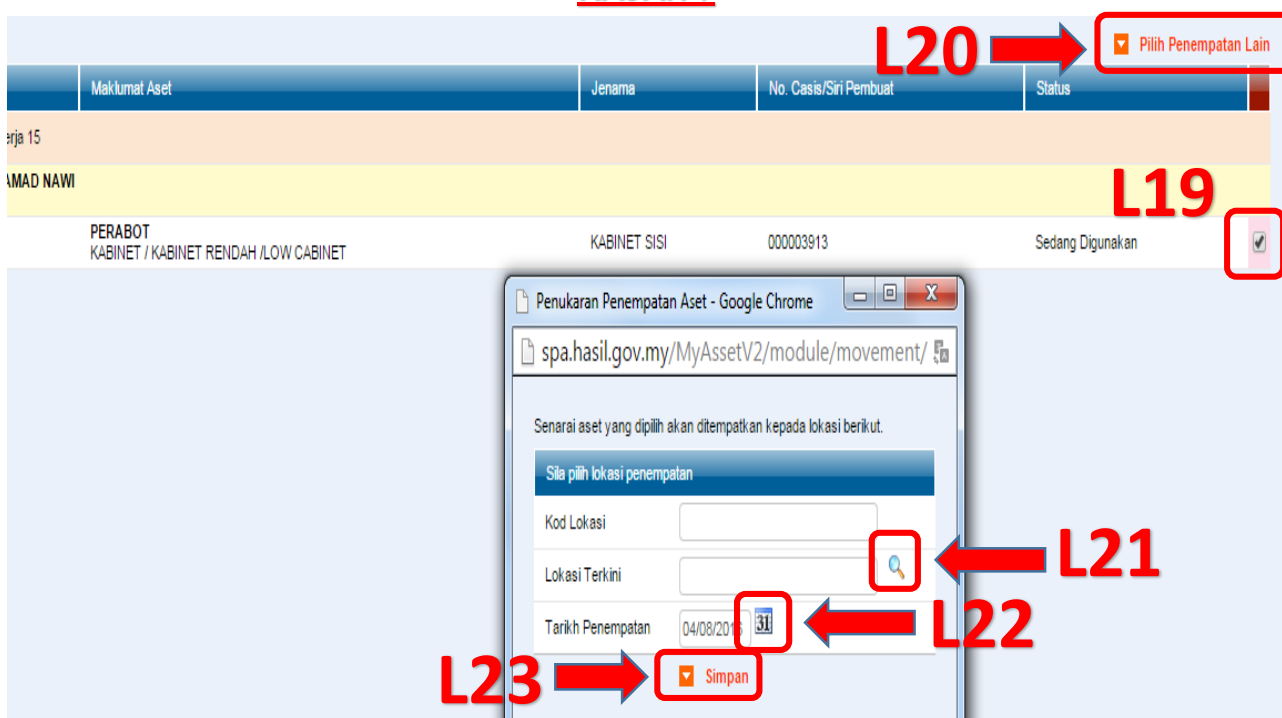 L20
Pilih Penempatan Lain
Maklumat Aset Jenama No. Casis/Siri Pembuat Status
erja 15
AMAD NAWI
L19
PERABOT
KABINET / KABINET RENDAH /LOW CABINET KABINET SISI 000003913 Sedang Digunakan
Penukaran Penempatan Aset - Google Chrome
spa.hasil.gov.my/MyAssetV2/module/movement/
Senarai aset yang dipilih akan ditempatkan kepada lokasi berikut.
Sila pilih lokasi penempatan
Kod Lokasi
Lokasi Terkini
L21
Tarikh Penempatan 04/08/2016 31
L22
L23
Simpan